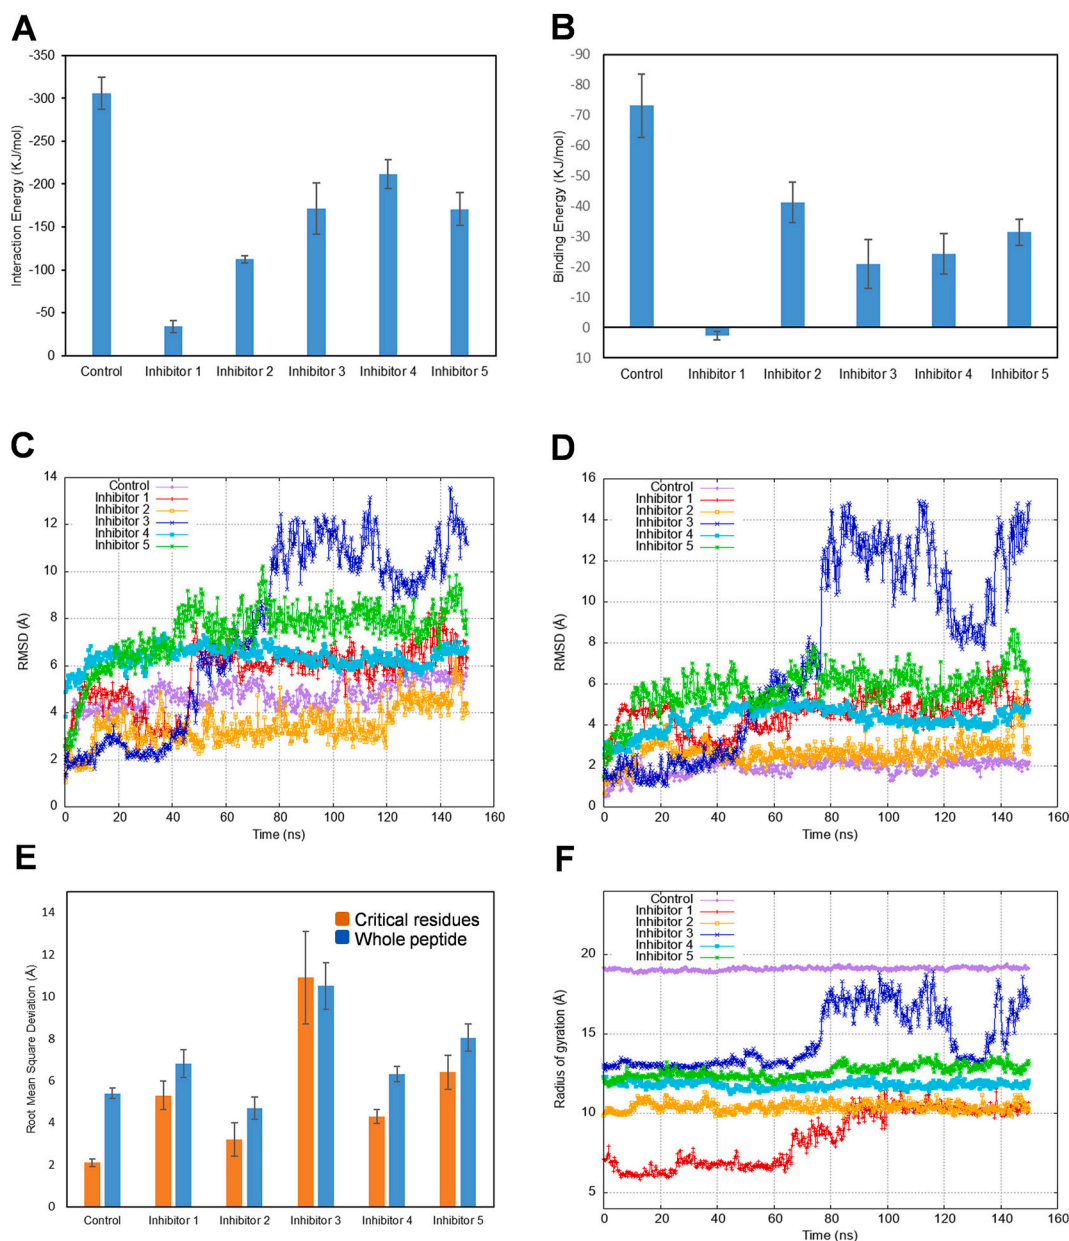 A
-350
-300
-250
-200
-150
-100
-50
0
Interaction Energy (KJ/mol)
Control Inhibitor 1 Inhibitor 2 Inhibitor 3 Inhibitor 4 Inhibitor 5
B
-90
-80
-70
-60
-50
-40
-30
-20
-10
0
10
Binding Energy (KJ/mol)
Control Inhibitor 1 Inhibitor 2 Inhibitor 3 Inhibitor 4 Inhibitor 5
C
14
12
10
8
6
4
2
0
RMSD (Å)
Control
Inhibitor 1
Inhibitor 2
Inhibitor 3
Inhibitor 4
Inhibitor 5
0 20 40 60 80 100 120 140 160
Time (ns)
D
16
14
12
10
8
6
4
2
0
RMSD (Å)
Control
Inhibitor 1
Inhibitor 2
Inhibitor 3
Inhibitor 4
Inhibitor 5
0 20 40 60 80 100 120 140 160
Time (ns)
E
14
12
10
8
6
4
2
0
Root Mean Square Deviation (Å)
Critical residues
Whole peptide
Control Inhibitor 1 Inhibitor 2 Inhibitor 3 Inhibitor 4 Inhibitor 5
F
20
15
10
5
Radius of gyration (Å)
Control
Inhibitor 1
Inhibitor 2
Inhibitor 3
Inhibitor 4
Inhibitor 5
0 20 40 60 80 100 120 140 160
Time (ns)